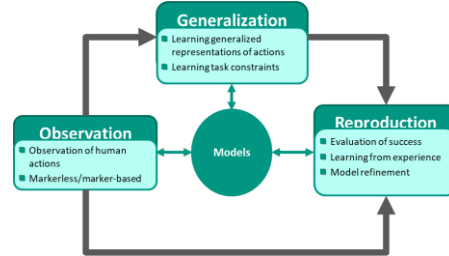 Generalization
Learning generalized
representations of actions
Learning task constraints
Observation
Observation of human
actions
Markerless/marker-based
Models
Reproduction
Evaluation of success
Learning from experience
Model refinement